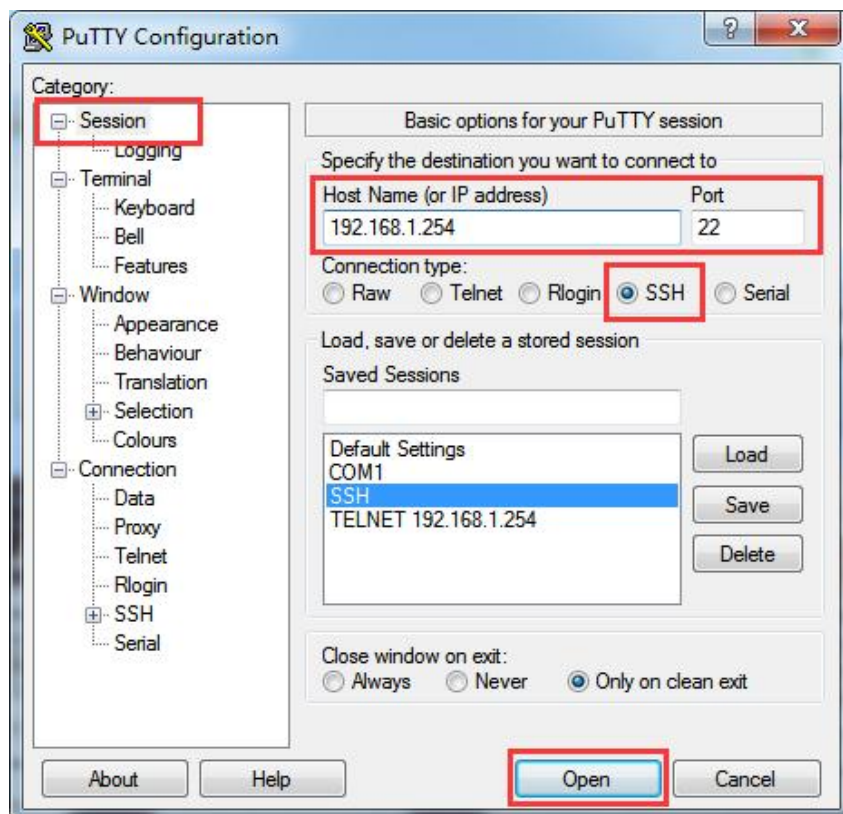 PuTTY Configuration
Category:
Session
Logging
Terminal
Keyboard
Bell
Features
Window
Appearance
Behaviour
Translation
Selection
Colours
Connection
Data
Proxy
Telnet
Rlogin
SSH
Serial
Basic options for your PuTTY session
Specify the destination you want to connect to
Host Name (or IP address) Port
192.168.1.254 22
Connection type:
Raw Telnet Rlogin SSH Serial
Load, save or delete a stored session
Saved Sessions
Default Settings
COM1
SSH
TELNET 192.168.1.254
Load
Save
Delete
Close window on exit:
Always Never Only on clean exit
About Help Open Cancel